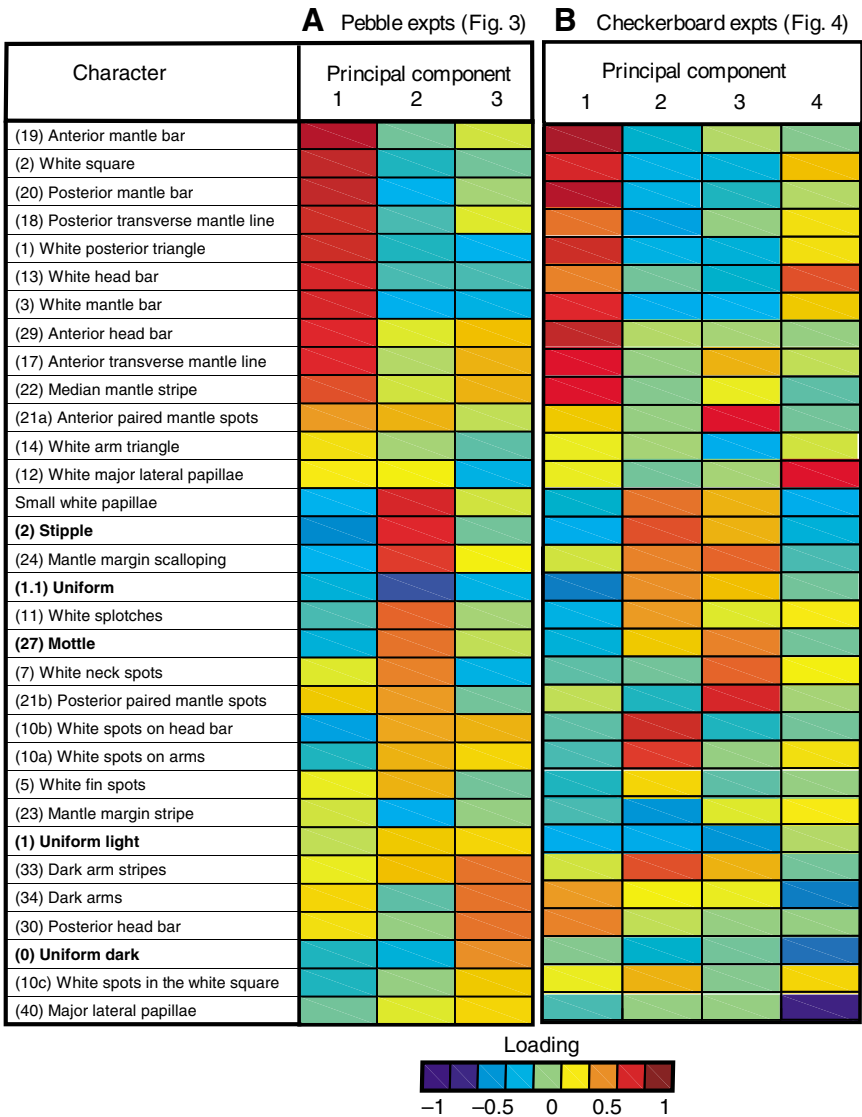 A Pebble expts (Fig. 3)
B Checkerboard expts (Fig. 4)
Character
Principal component
1 2 3
Principal component
1 2 3 4
(19) Anterior mantle bar
(2) White square
(20) Posterior mantle bar
(18) Posterior transverse mantle line
(1) White posterior triangle
(13) White head bar
(3) White mantle bar
(29) Anterior head bar
(17) Anterior transverse mantle line
(22) Median mantle stripe
(21a) Anterior paired mantle spots
(14) White arm triangle
(12) White major lateral papillae
Small white papillae
(2) Stipple
(24) Mantle margin scalloping
(1.1) Uniform
(11) White splotches
(27) Mottle
(7) White neck spots
(21b) Posterior paired mantle spots
(10b) White spots on head bar
(10a) White spots on arms
(5) White fin spots
(23) Mantle margin stripe
(1) Uniform light
(33) Dark arm stripes
(34) Dark arms
(30) Posterior head bar
(0) Uniform dark
(10c) White spots in the white square
(40) Major lateral papillae
Loading
−1 −0.5 0 0.5 1